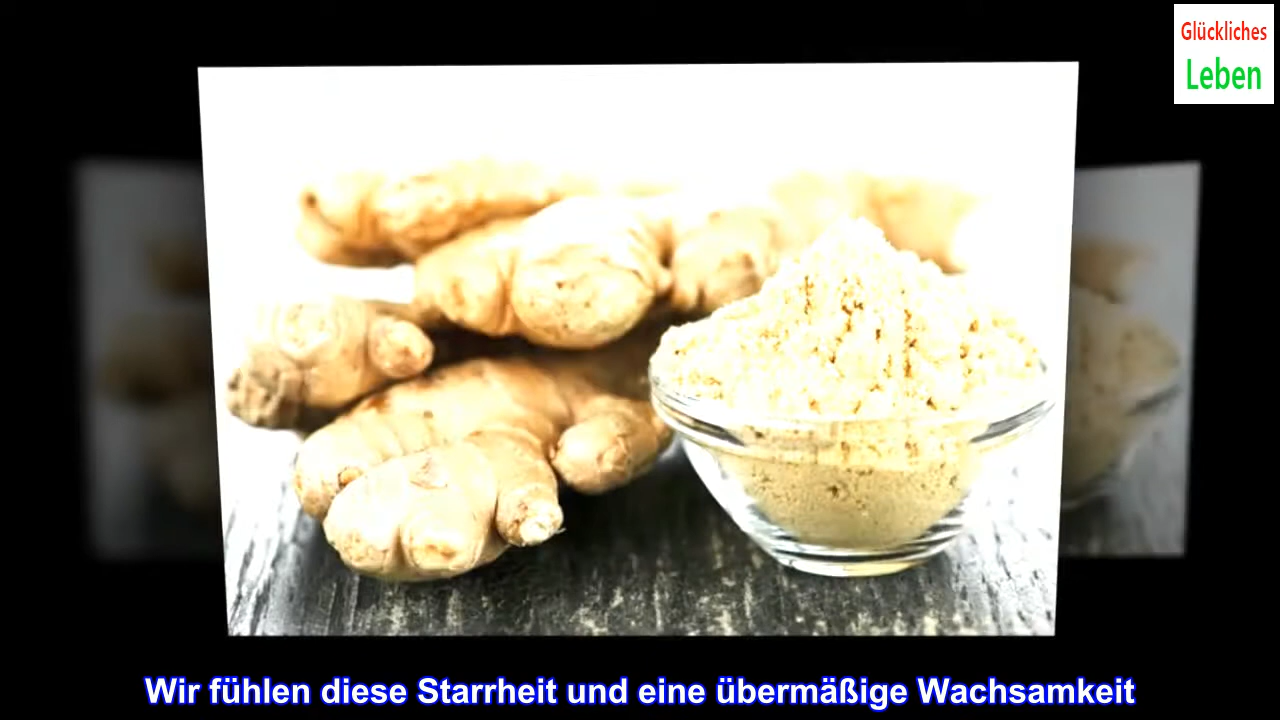 Glückliches
Leben
Wir fühlen diese Starrheit und eine übermäßige Wachsamkeit